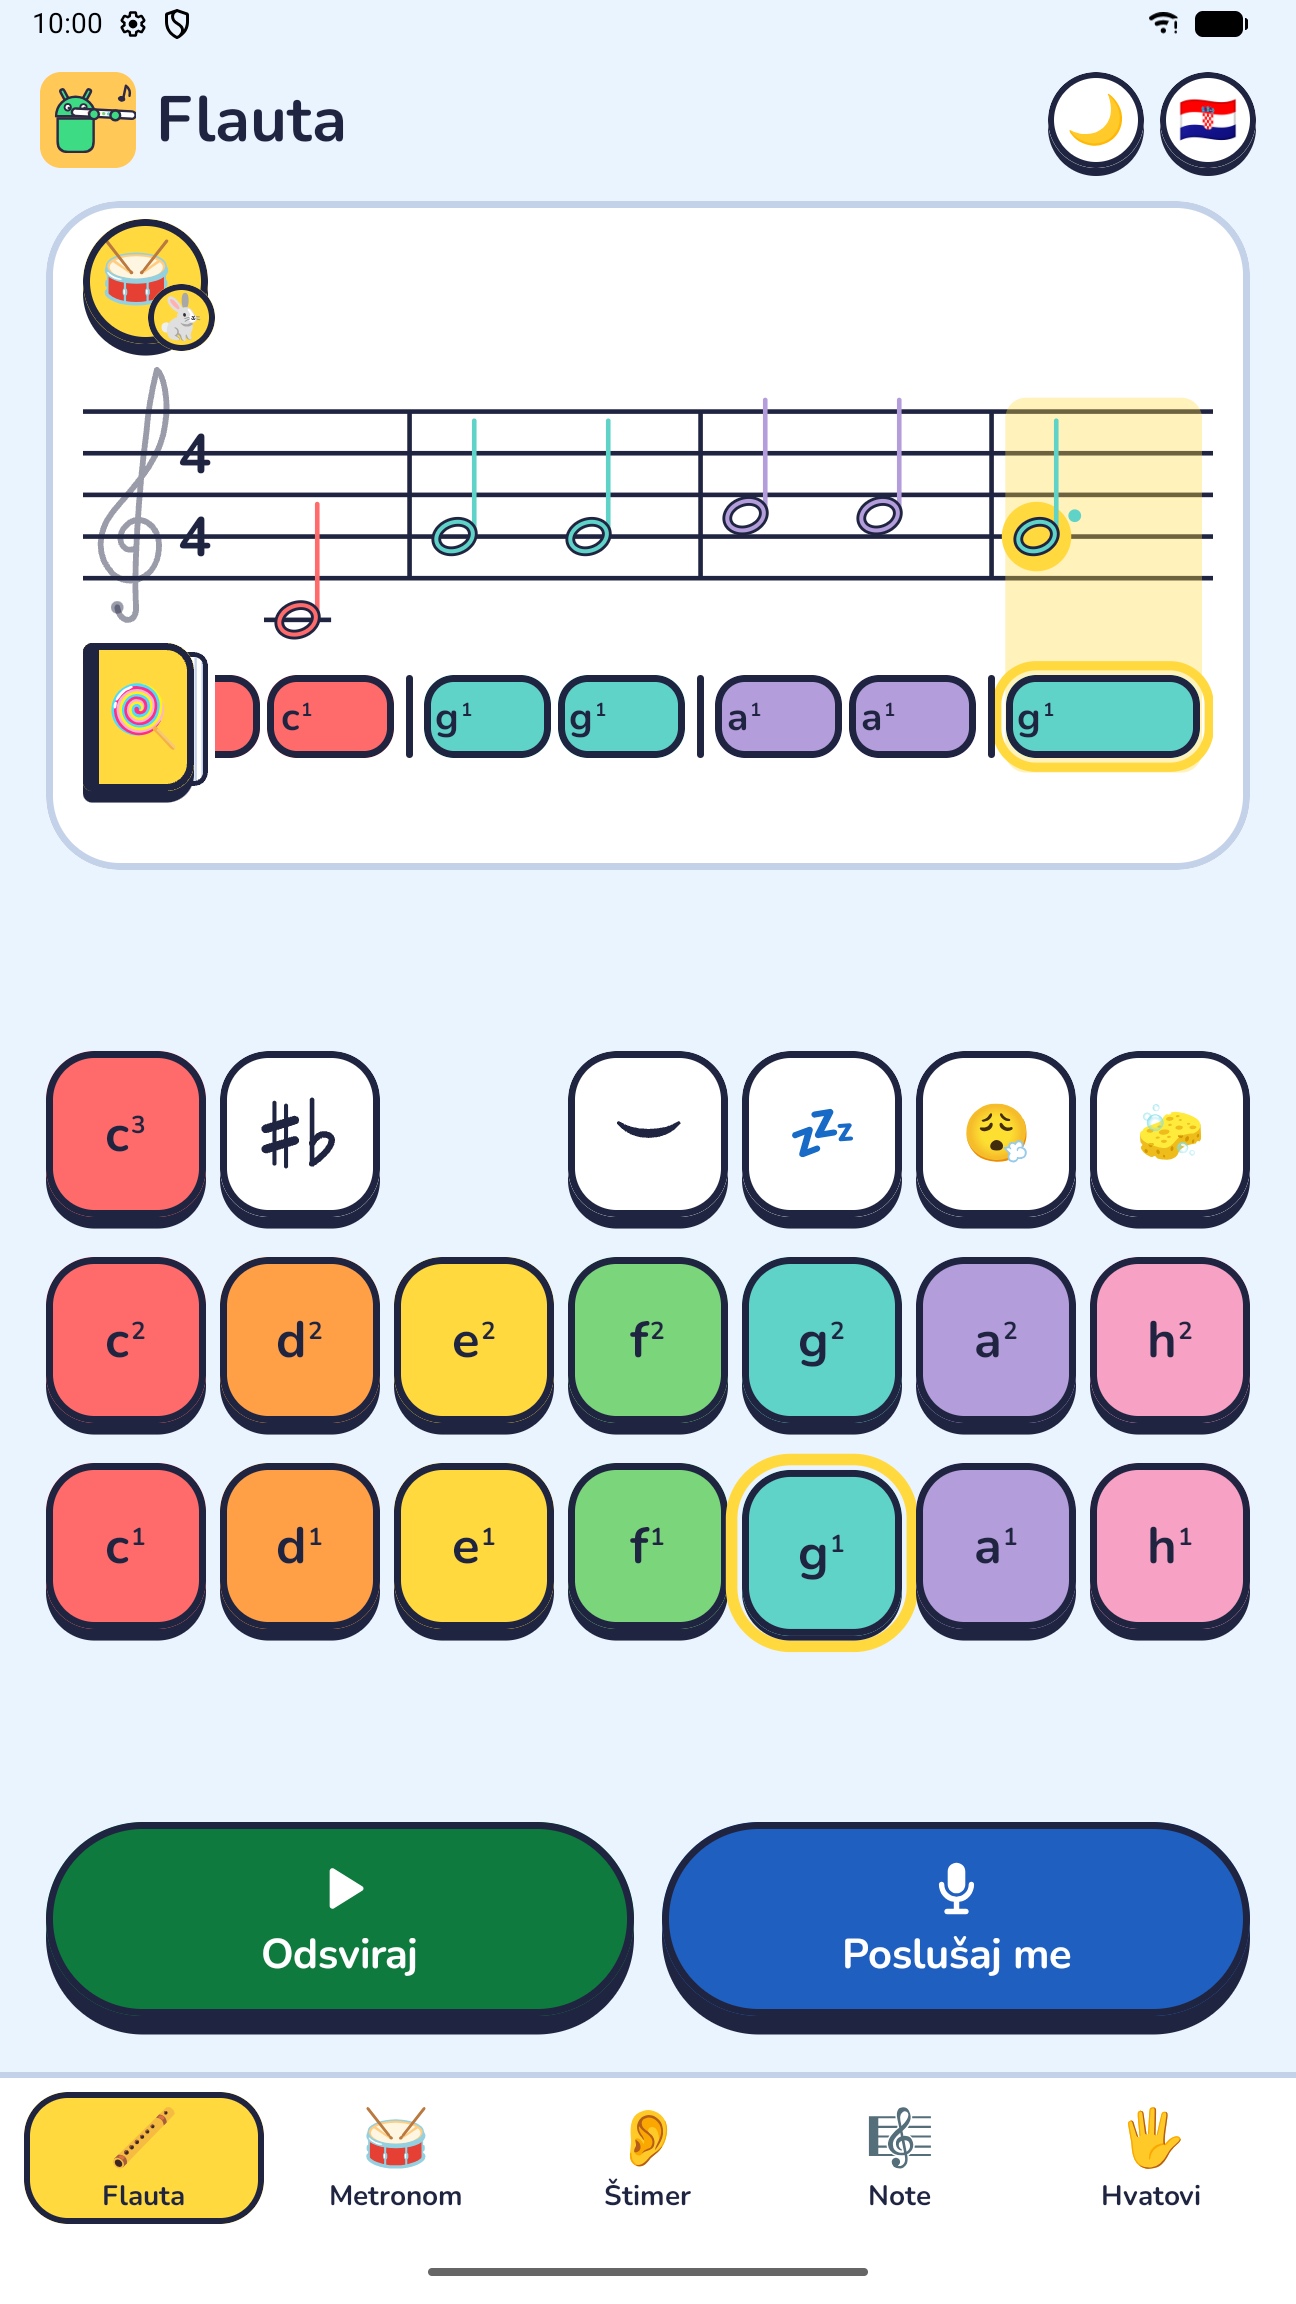 10:00
Flauta
4
4
c¹ g¹ g¹ a¹ a¹ g¹
c³ ♯♭ 💤
c² d² e² f² g² a² h²
c¹ d¹ e¹ f¹ g¹ a¹ h¹
Odsviraj Poslušaj me
Flauta Metronom Štimer Note Hvatovi